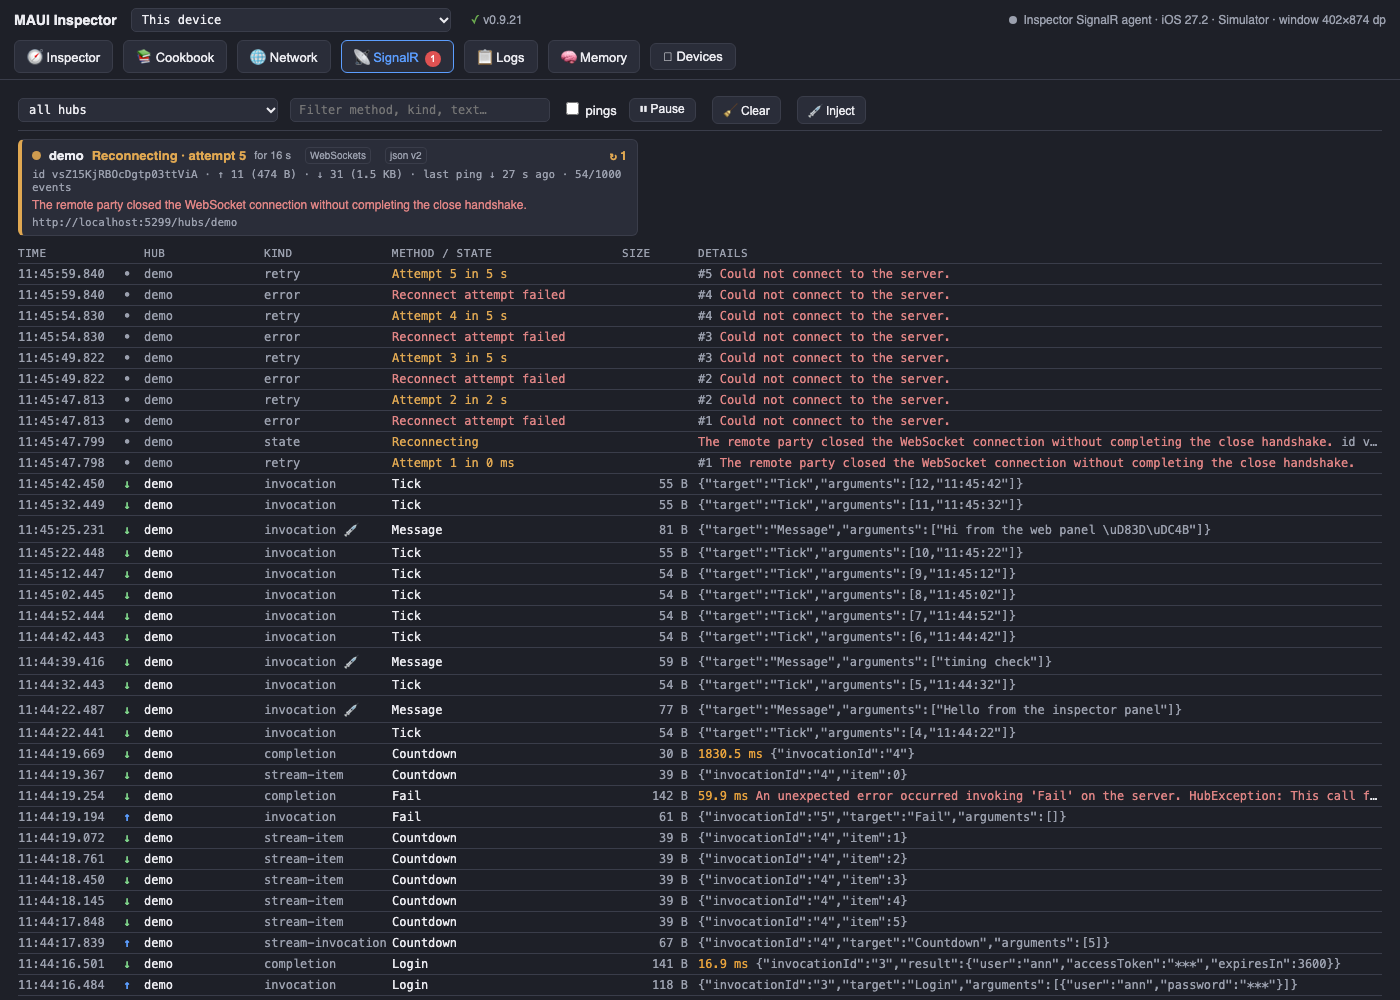 MAUI Inspector This device ✓ v0.9.21 Inspector SignalR agent · iOS 27.2 · Simulator · window 402×874 dp
Inspector Cookbook Network SignalR 1 Logs Memory Devices
all hubs Filter method, kind, text… pings Pause Clear Inject
demo Reconnecting · attempt 5 for 16 s WebSockets json v2 ↻ 1
id vsZ15KjRBOcDgtp03ttViA · ↑ 11 (474 B) · ↓ 31 (1.5 KB) · last ping ↓ 27 s ago · 54/1000
events
The remote party closed the WebSocket connection without completing the close handshake.
http://localhost:5299/hubs/demo
TIME HUB KIND METHOD / STATE SIZE DETAILS
11:45:59.840 • demo retry Attempt 5 in 5 s #5 Could not connect to the server.
11:45:59.840 • demo error Reconnect attempt failed #4 Could not connect to the server.
11:45:54.830 • demo retry Attempt 4 in 5 s #4 Could not connect to the server.
11:45:54.830 • demo error Reconnect attempt failed #3 Could not connect to the server.
11:45:49.822 • demo retry Attempt 3 in 5 s #3 Could not connect to the server.
11:45:49.822 • demo error Reconnect attempt failed #2 Could not connect to the server.
11:45:47.813 • demo retry Attempt 2 in 2 s #2 Could not connect to the server.
11:45:47.813 • demo error Reconnect attempt failed #1 Could not connect to the server.
11:45:47.799 • demo state Reconnecting The remote party closed the WebSocket connection without completing the close handshake. id v…
11:45:47.798 • demo retry Attempt 1 in 0 ms #1 The remote party closed the WebSocket connection without completing the close handshake.
11:45:42.450 ↓ demo invocation Tick 55 B {"target":"Tick","arguments":[12,"11:45:42"]}
11:45:32.449 ↓ demo invocation Tick 55 B {"target":"Tick","arguments":[11,"11:45:32"]}
11:45:25.231 ↓ demo invocation Message 81 B {"target":"Message","arguments":["Hi from the web panel \uD83D\uDC4B"]}
11:45:22.448 ↓ demo invocation Tick 55 B {"target":"Tick","arguments":[10,"11:45:22"]}
11:45:12.447 ↓ demo invocation Tick 54 B {"target":"Tick","arguments":[9,"11:45:12"]}
11:45:02.445 ↓ demo invocation Tick 54 B {"target":"Tick","arguments":[8,"11:45:02"]}
11:44:52.444 ↓ demo invocation Tick 54 B {"target":"Tick","arguments":[7,"11:44:52"]}
11:44:42.443 ↓ demo invocation Tick 54 B {"target":"Tick","arguments":[6,"11:44:42"]}
11:44:39.416 ↓ demo invocation Message 59 B {"target":"Message","arguments":["timing check"]}
11:44:32.443 ↓ demo invocation Tick 54 B {"target":"Tick","arguments":[5,"11:44:32"]}
11:44:22.487 ↓ demo invocation Message 77 B {"target":"Message","arguments":["Hello from the inspector panel"]}
11:44:22.441 ↓ demo invocation Tick 54 B {"target":"Tick","arguments":[4,"11:44:22"]}
11:44:19.669 ↓ demo completion Countdown 30 B 1830.5 ms {"invocationId":"4"}
11:44:19.367 ↓ demo stream-item Countdown 39 B {"invocationId":"4","item":0}
11:44:19.254 ↓ demo completion Fail 142 B 59.9 ms An unexpected error occurred invoking 'Fail' on the server. HubException: This call f…
11:44:19.194 ↑ demo invocation Fail 61 B {"invocationId":"5","target":"Fail","arguments":[]}
11:44:19.072 ↓ demo stream-item Countdown 39 B {"invocationId":"4","item":1}
11:44:18.761 ↓ demo stream-item Countdown 39 B {"invocationId":"4","item":2}
11:44:18.450 ↓ demo stream-item Countdown 39 B {"invocationId":"4","item":3}
11:44:18.145 ↓ demo stream-item Countdown 39 B {"invocationId":"4","item":4}
11:44:17.848 ↓ demo stream-item Countdown 39 B {"invocationId":"4","item":5}
11:44:17.839 ↑ demo stream-invocation Countdown 67 B {"invocationId":"4","target":"Countdown","arguments":[5]}
11:44:16.501 ↓ demo completion Login 141 B 16.9 ms {"invocationId":"3","result":{"user":"ann","accessToken":"***","expiresIn":3600}}
11:44:16.484 ↑ demo invocation Login 118 B {"invocationId":"3","target":"Login","arguments":[{"user":"ann","password":"***"}]}